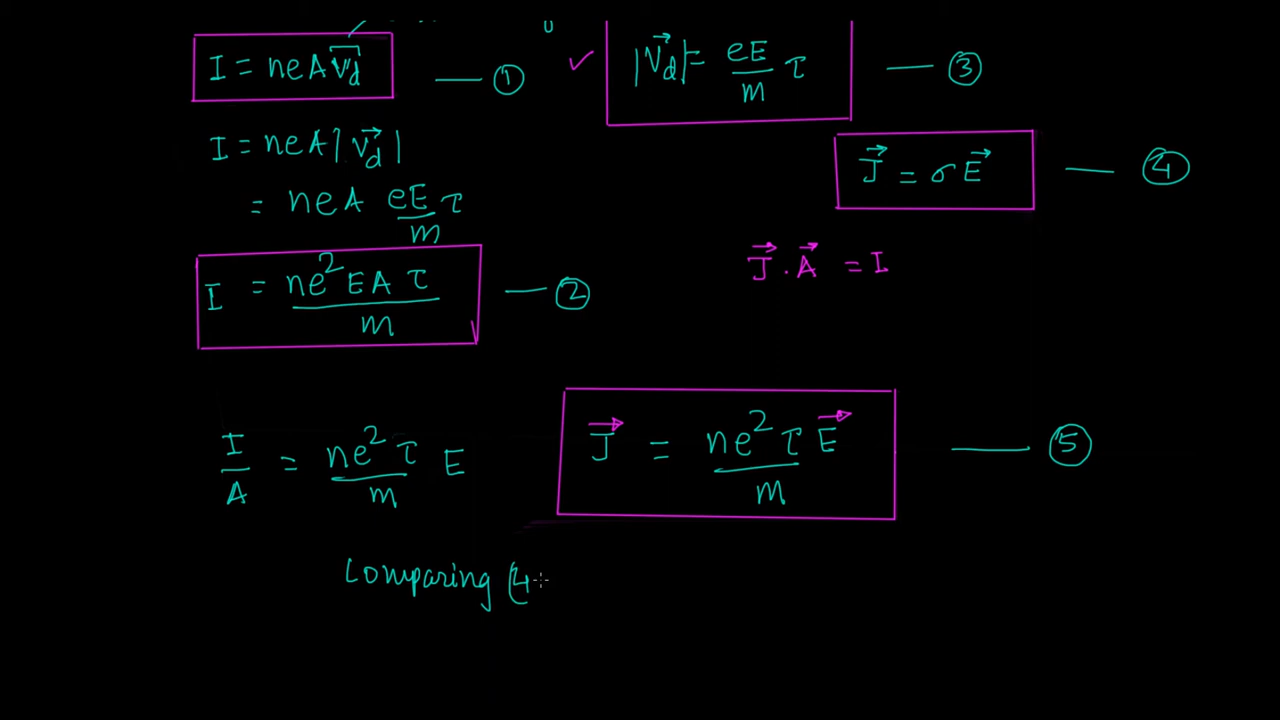 I = neA V̅d — ①
|V⃗d| = eE/m τ — ③
I = neA|V⃗d|
= neA eE/m τ
J⃗ = σE⃗ — ④
J⃗ . A⃗ = I
I = ne²EAτ/m — ②
I/A = ne²τ/m E
J⃗ = ne²τ/m E⃗ — ⑤
Comparing (4